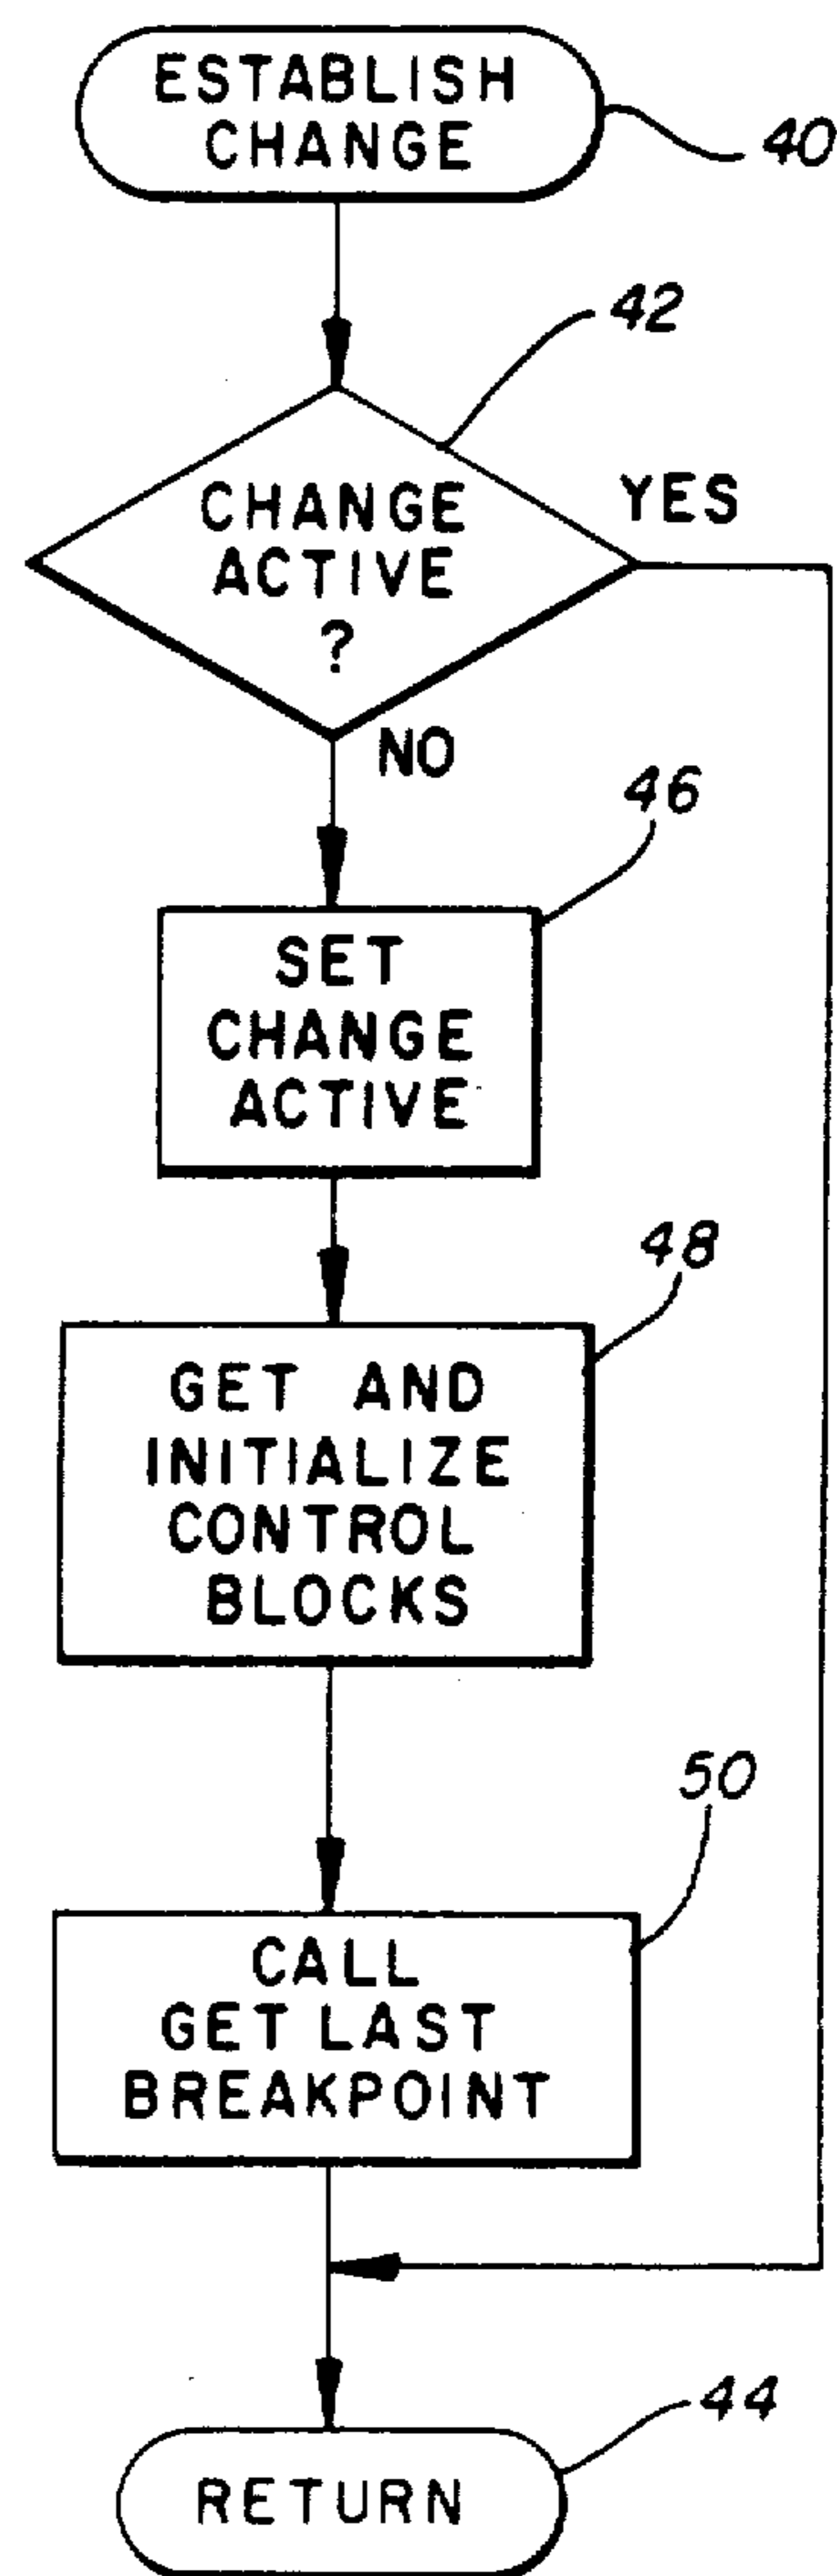 ESTABLISH
CHANGE
40
42
CHANGE
ACTIVE
?
YES
NO
46
SET
CHANGE
ACTIVE
48
GET AND
INITIALIZE
CONTROL
BLOCKS
50
CALL
GET LAST
BREAKPOINT
44
RETURN